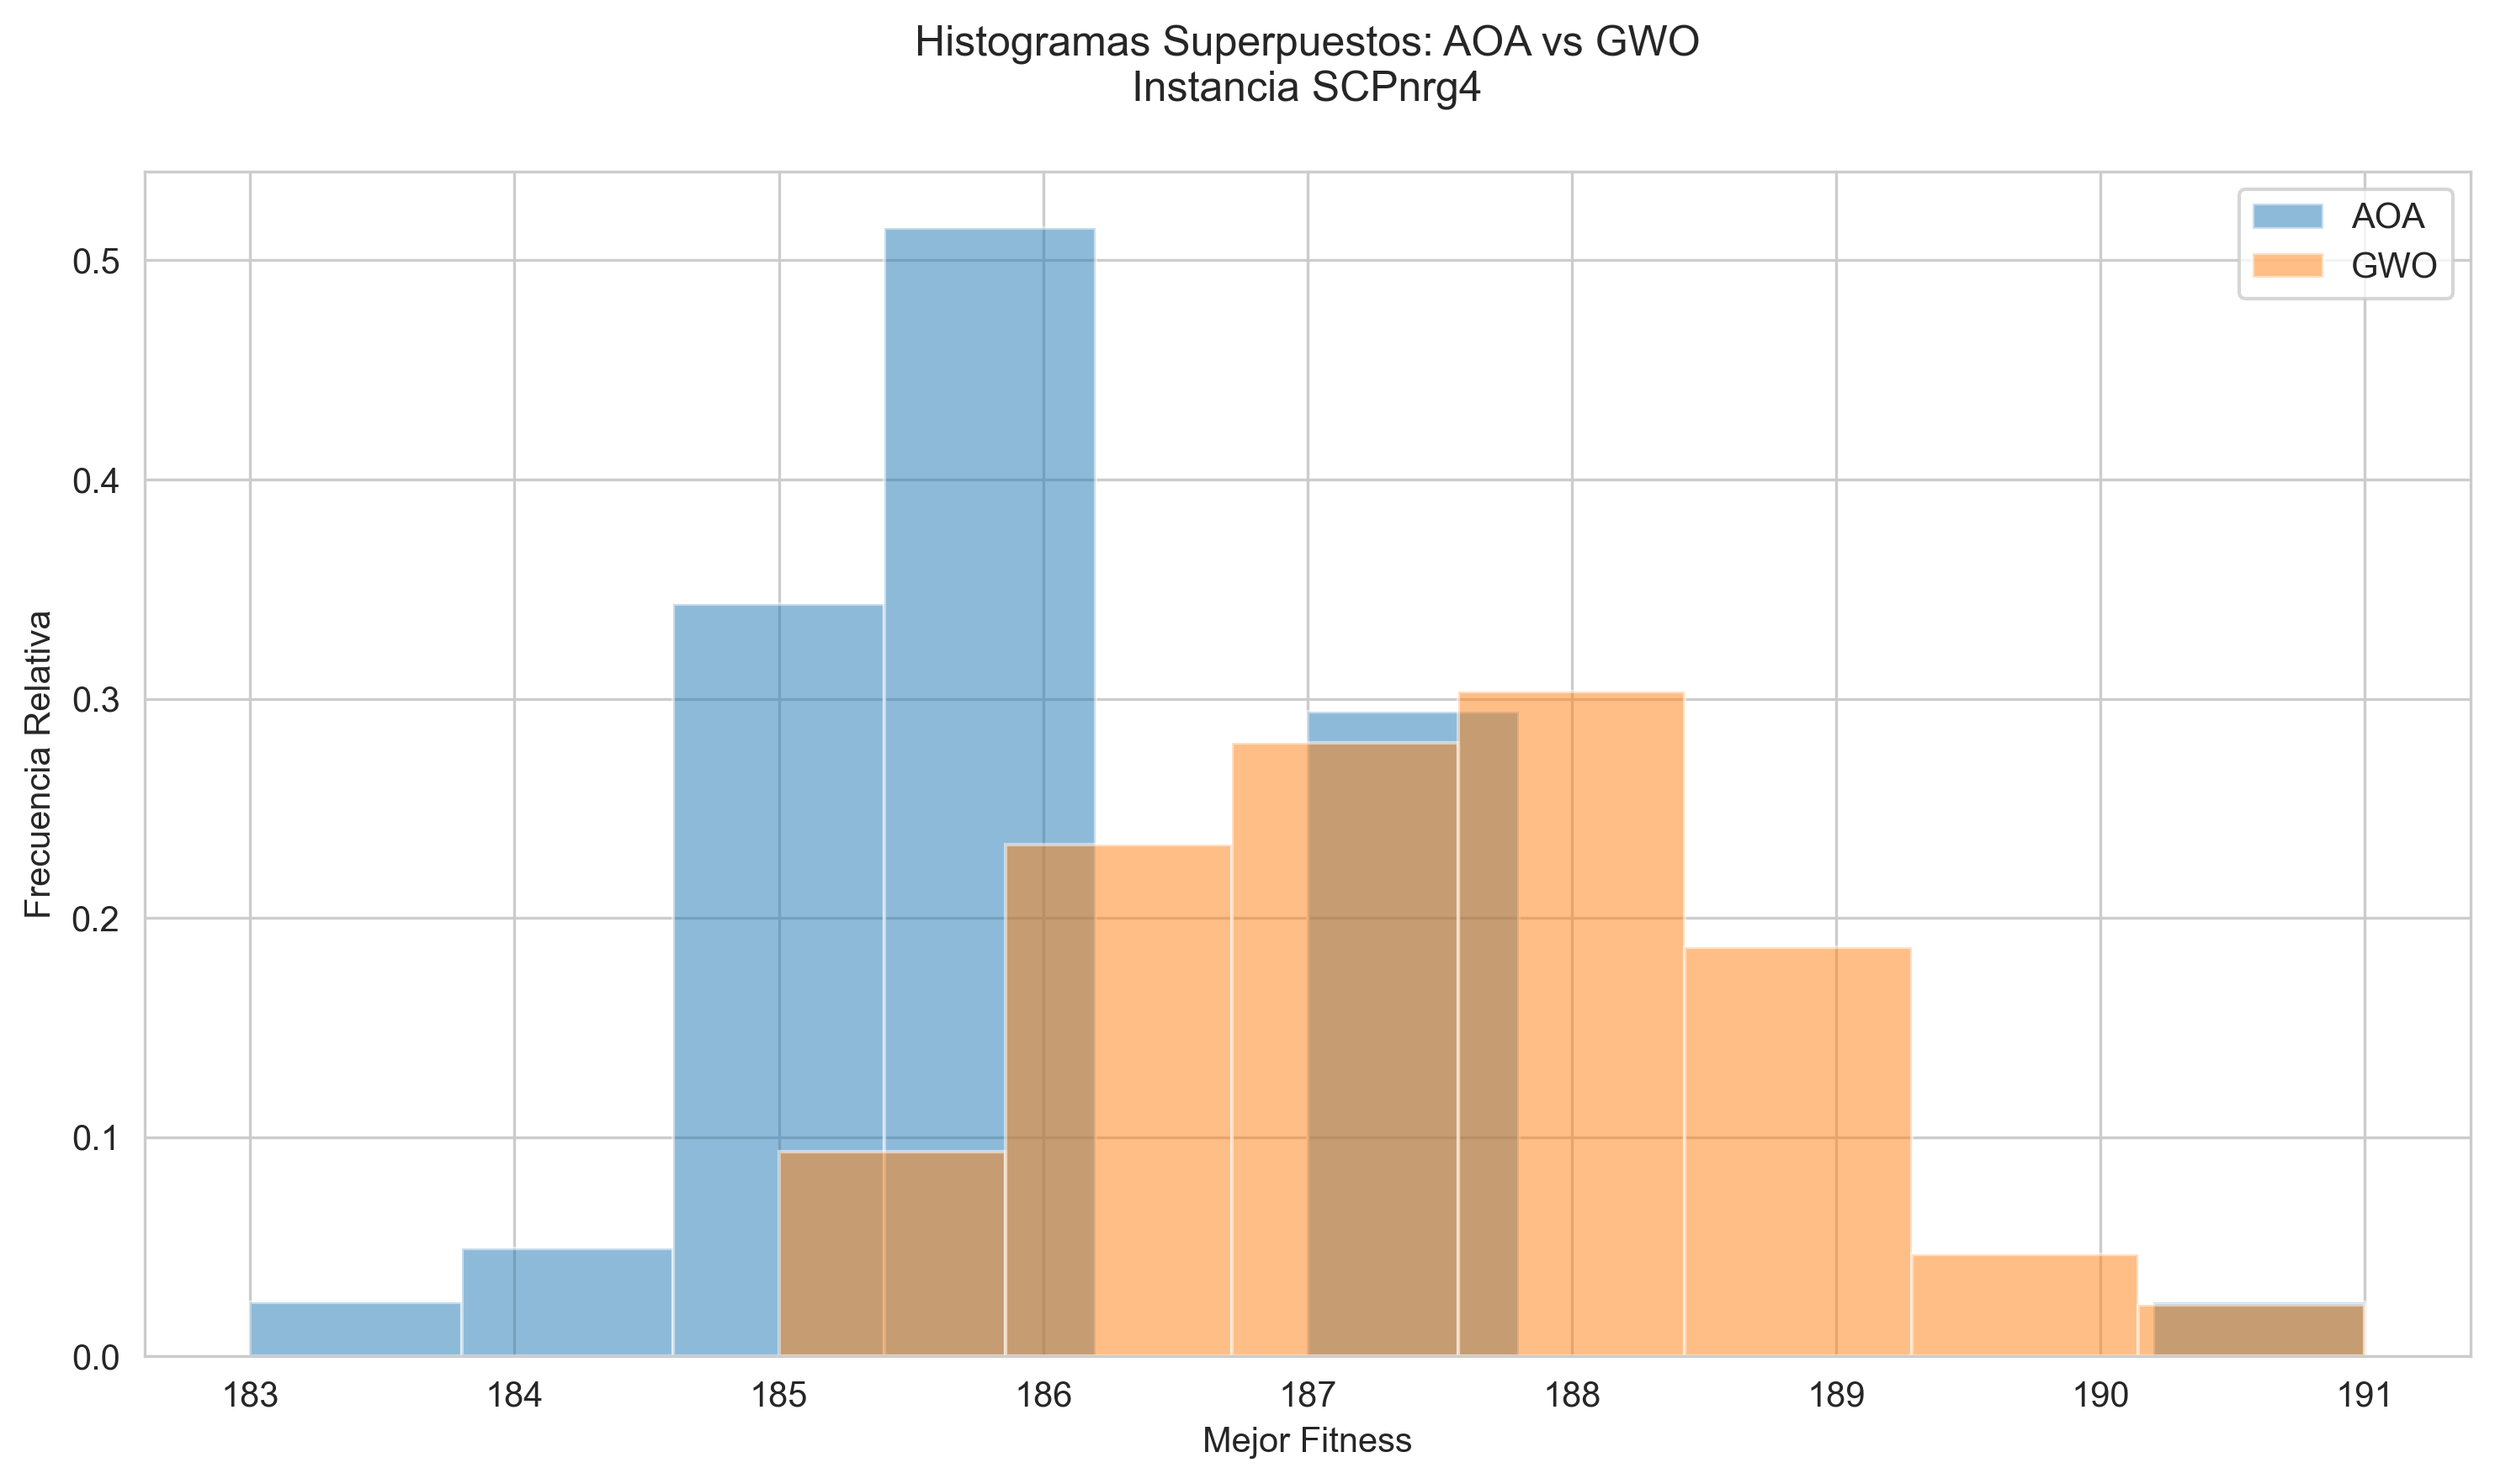 Histogramas Superpuestos: AOA vs GWO
Instancia SCPnrg4
AOA
GWO
0.5
0.4
0.3
0.2
0.1
0.0
Frecuencia Relativa
183 184 185 186 187 188 189 190 191
Mejor Fitness